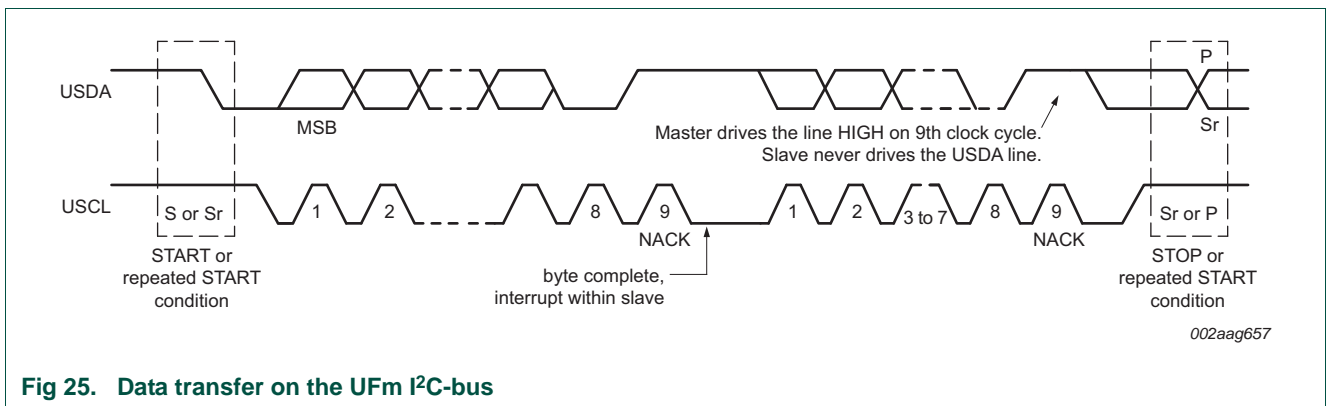 P
USDA
MSB
Master drives the line HIGH on 9th clock cycle.
Slave never drives the USDA line.
Sr
USCL
S or Sr
1
2
8
9
1
2
3 to 7
8
9
Sr or P
NACK
NACK
START or
repeated START
condition
byte complete,
interrupt within slave
STOP or
repeated START
condition
002aag657
Fig 25. Data transfer on the UFm I²C-bus